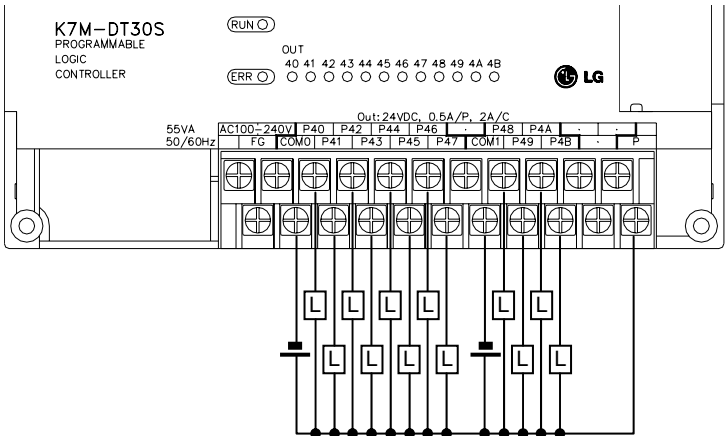 K7M-DT30S
PROGRAMMABLE
LOGIC
CONTROLLER
RUN
ERR
OUT
40 41 42 43 44 45 46 47 48 49 4A 4B
LG
Out: 24VDC, 0.5A/P, 2A/C
55VA AC100-240V P40 P42 P44 P46 · P48 P4A · ·
50/60Hz FG COM0 P41 P43 P45 P47 COM1 P49 P4B · P
L L L L L L
L L L L L L